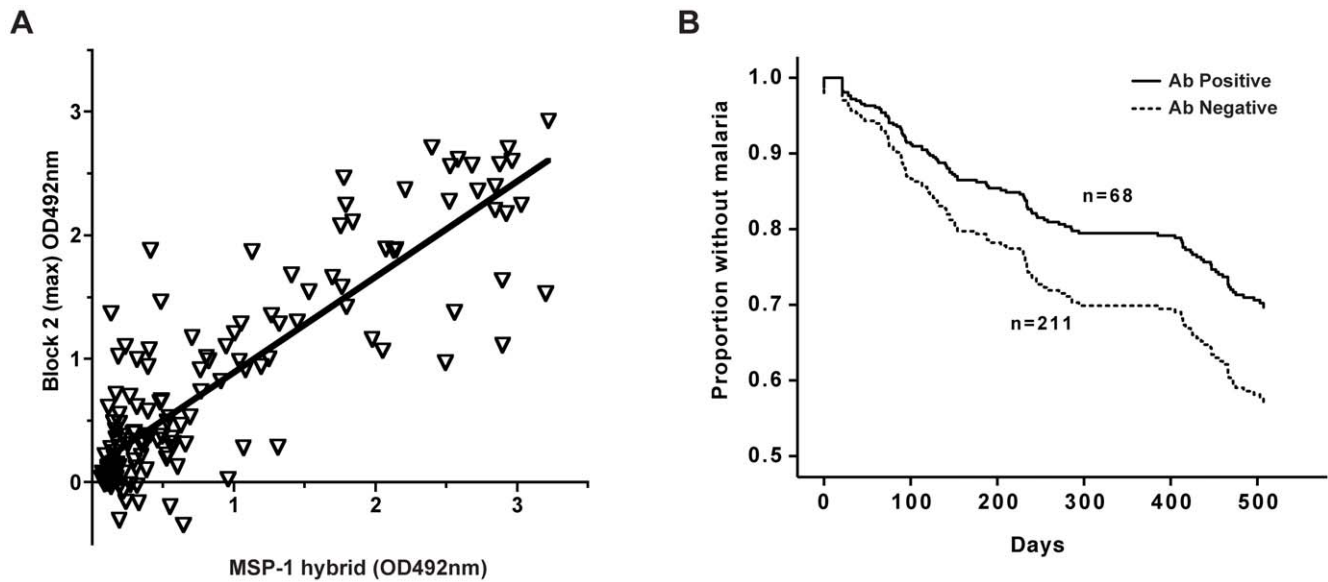 A
Block 2 (max) OD492nm
3
2
1
0
1
2
3
MSP-1 hybrid (OD492nm)
B
Proportion without malaria
1.0
0.9
0.8
0.7
0.6
0.5
Ab Positive
Ab Negative
n=68
n=211
0
100
200
300
400
500
Days